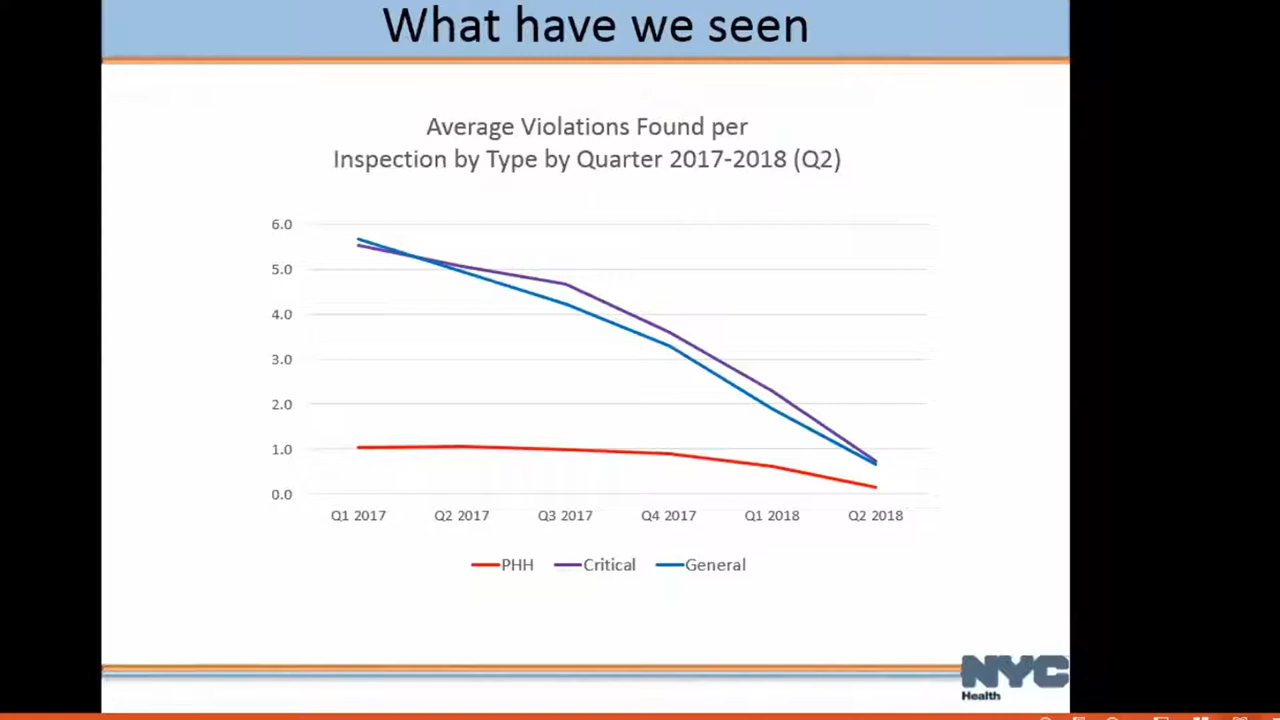 What have we seen
Average Violations Found per
Inspection by Type by Quarter 2017-2018 (Q2)
6.0
5.0
4.0
3.0
2.0
1.0
0.0
Q1 2017 Q2 2017 Q3 2017 Q4 2017 Q1 2018 Q2 2018
PHH Critical General
NYC
Health